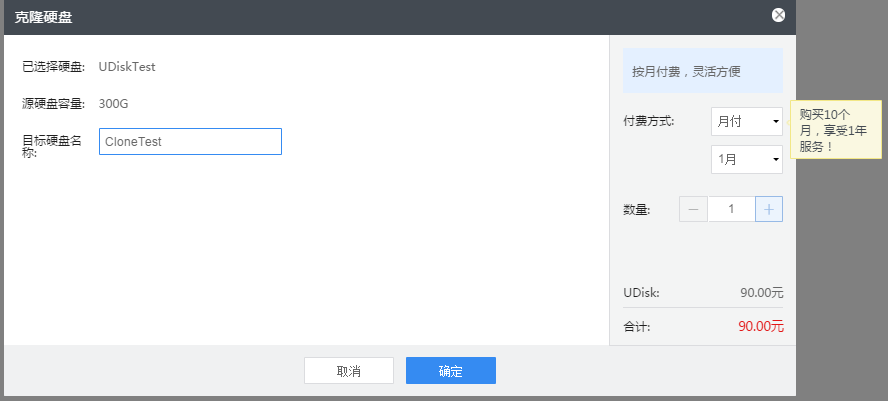 克隆硬盘
已选择硬盘: UDiskTest
源硬盘容量: 300G
目标硬盘名
称:
CloneTest
按月付费，灵活方便
付费方式: 月付
1月
购买10个
月，享受1年
服务！
数量: 1
UDisk: 90.00元
合计: 90.00元
取消 确定